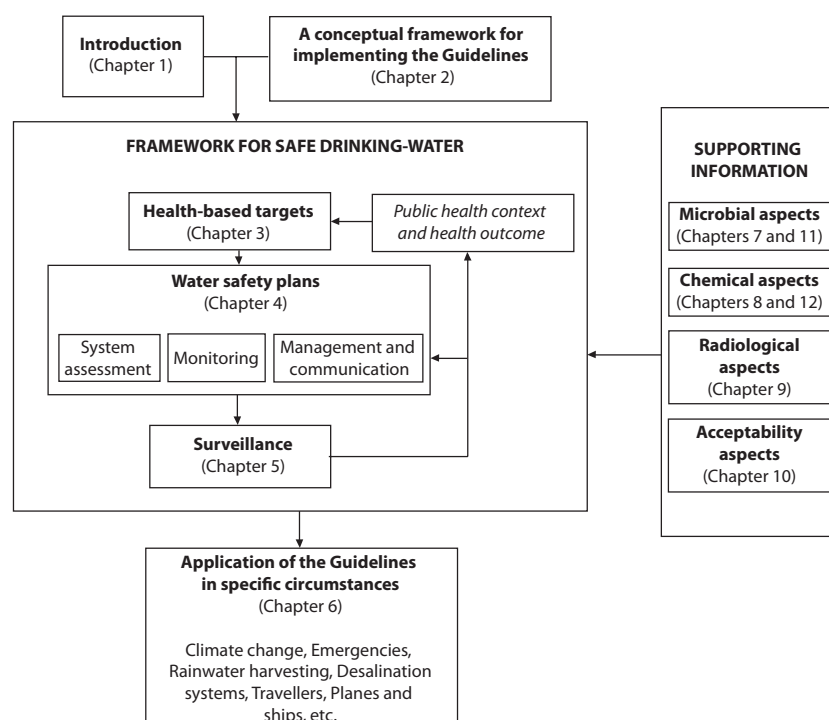 Introduction
(Chapter 1)
A conceptual framework for
implementing the Guidelines
(Chapter 2)
FRAMEWORK FOR SAFE DRINKING-WATER
Health-based targets
(Chapter 3)
Public health context
and health outcome
Water safety plans
(Chapter 4)
System
assessment
Monitoring
Management and
communication
Surveillance
(Chapter 5)
SUPPORTING
INFORMATION
Microbial aspects
(Chapters 7 and 11)
Chemical aspects
(Chapters 8 and 12)
Radiological
aspects
(Chapter 9)
Acceptability
aspects
(Chapter 10)
Application of the Guidelines
in specific circumstances
(Chapter 6)
Climate change, Emergencies,
Rainwater harvesting, Desalination
systems, Travellers, Planes and
ships, etc.